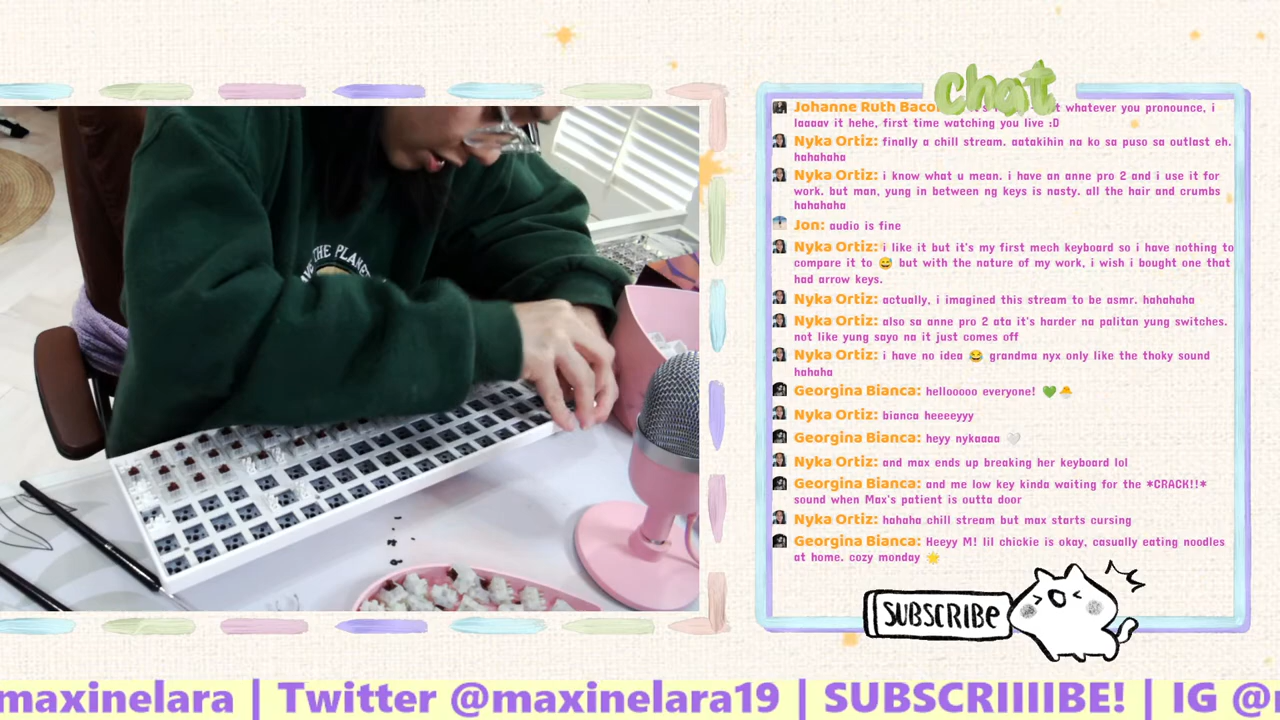 chat
Johanne Ruth Baco whatever you pronounce, i
laaaav it hehe, first time watching you live :D
Nyka Ortiz: finally a chill stream. aatakihin na ko sa puso sa outlast eh.
hahahaha
Nyka Ortiz: i know what u mean. i have an anne pro 2 and i use it for
work. but man, yung in between ng keys is nasty. all the hair and crumbs
hahahaha
Jon: audio is fine
Nyka Ortiz: i like it but it's my first mech keyboard so i have nothing to
compare it to 😅 but with the nature of my work, i wish i bought one that
had arrow keys.
Nyka Ortiz: actually, i imagined this stream to be asmr. hahahaha
Nyka Ortiz: also sa anne pro 2 ata it's harder na palitan yung switches.
not like yung sayo na it just comes off
Nyka Ortiz: i have no idea 😂 grandma nyx only like the thoky sound
hahaha
Georgina Bianca: hellooooo everyone! 💚🐣
Nyka Ortiz: bianca heeeeyyy
Georgina Bianca: heyy nykaaaa 🤍
Nyka Ortiz: and max ends up breaking her keyboard lol
Georgina Bianca: and me low key kinda waiting for the *CRACK!!*
sound when Max's patient is outta door
Nyka Ortiz: hahaha chill stream but max starts cursing
Georgina Bianca: Heeyy M! lil chickie is okay, casually eating noodles
at home. cozy monday 🌟
THE PLANET
SUBSCRIBE
maxinelara | Twitter @maxinelara19 | SUBSCRIIIIBE! | IG @